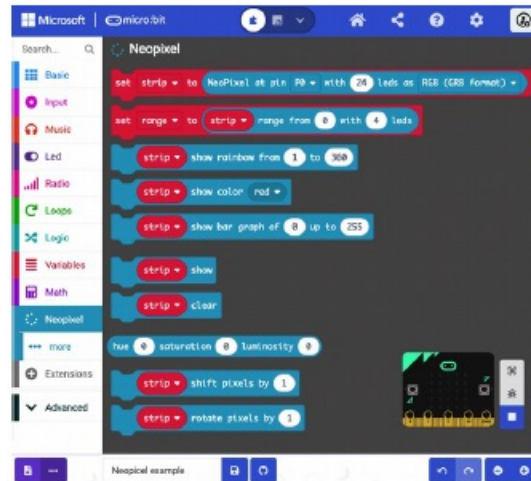 Microsoft micro:bit
Search... Neopixel
Basic
Input
Music
Led
Radio
Loops
Logic
Variables
Math
Neopixel
more
Extensions
Advanced
set strip to NeoPixel at pin P0 with 24 leds as RGB (GRB format)
set range to strip range from 0 with 4 leds
strip show rainbow from 1 to 360
strip show color red
strip show bar graph of 0 up to 255
strip show
strip clear
hue 0 saturation 0 luminosity 0
strip shift pixels by 1
strip rotate pixels by 1
Neopicel example